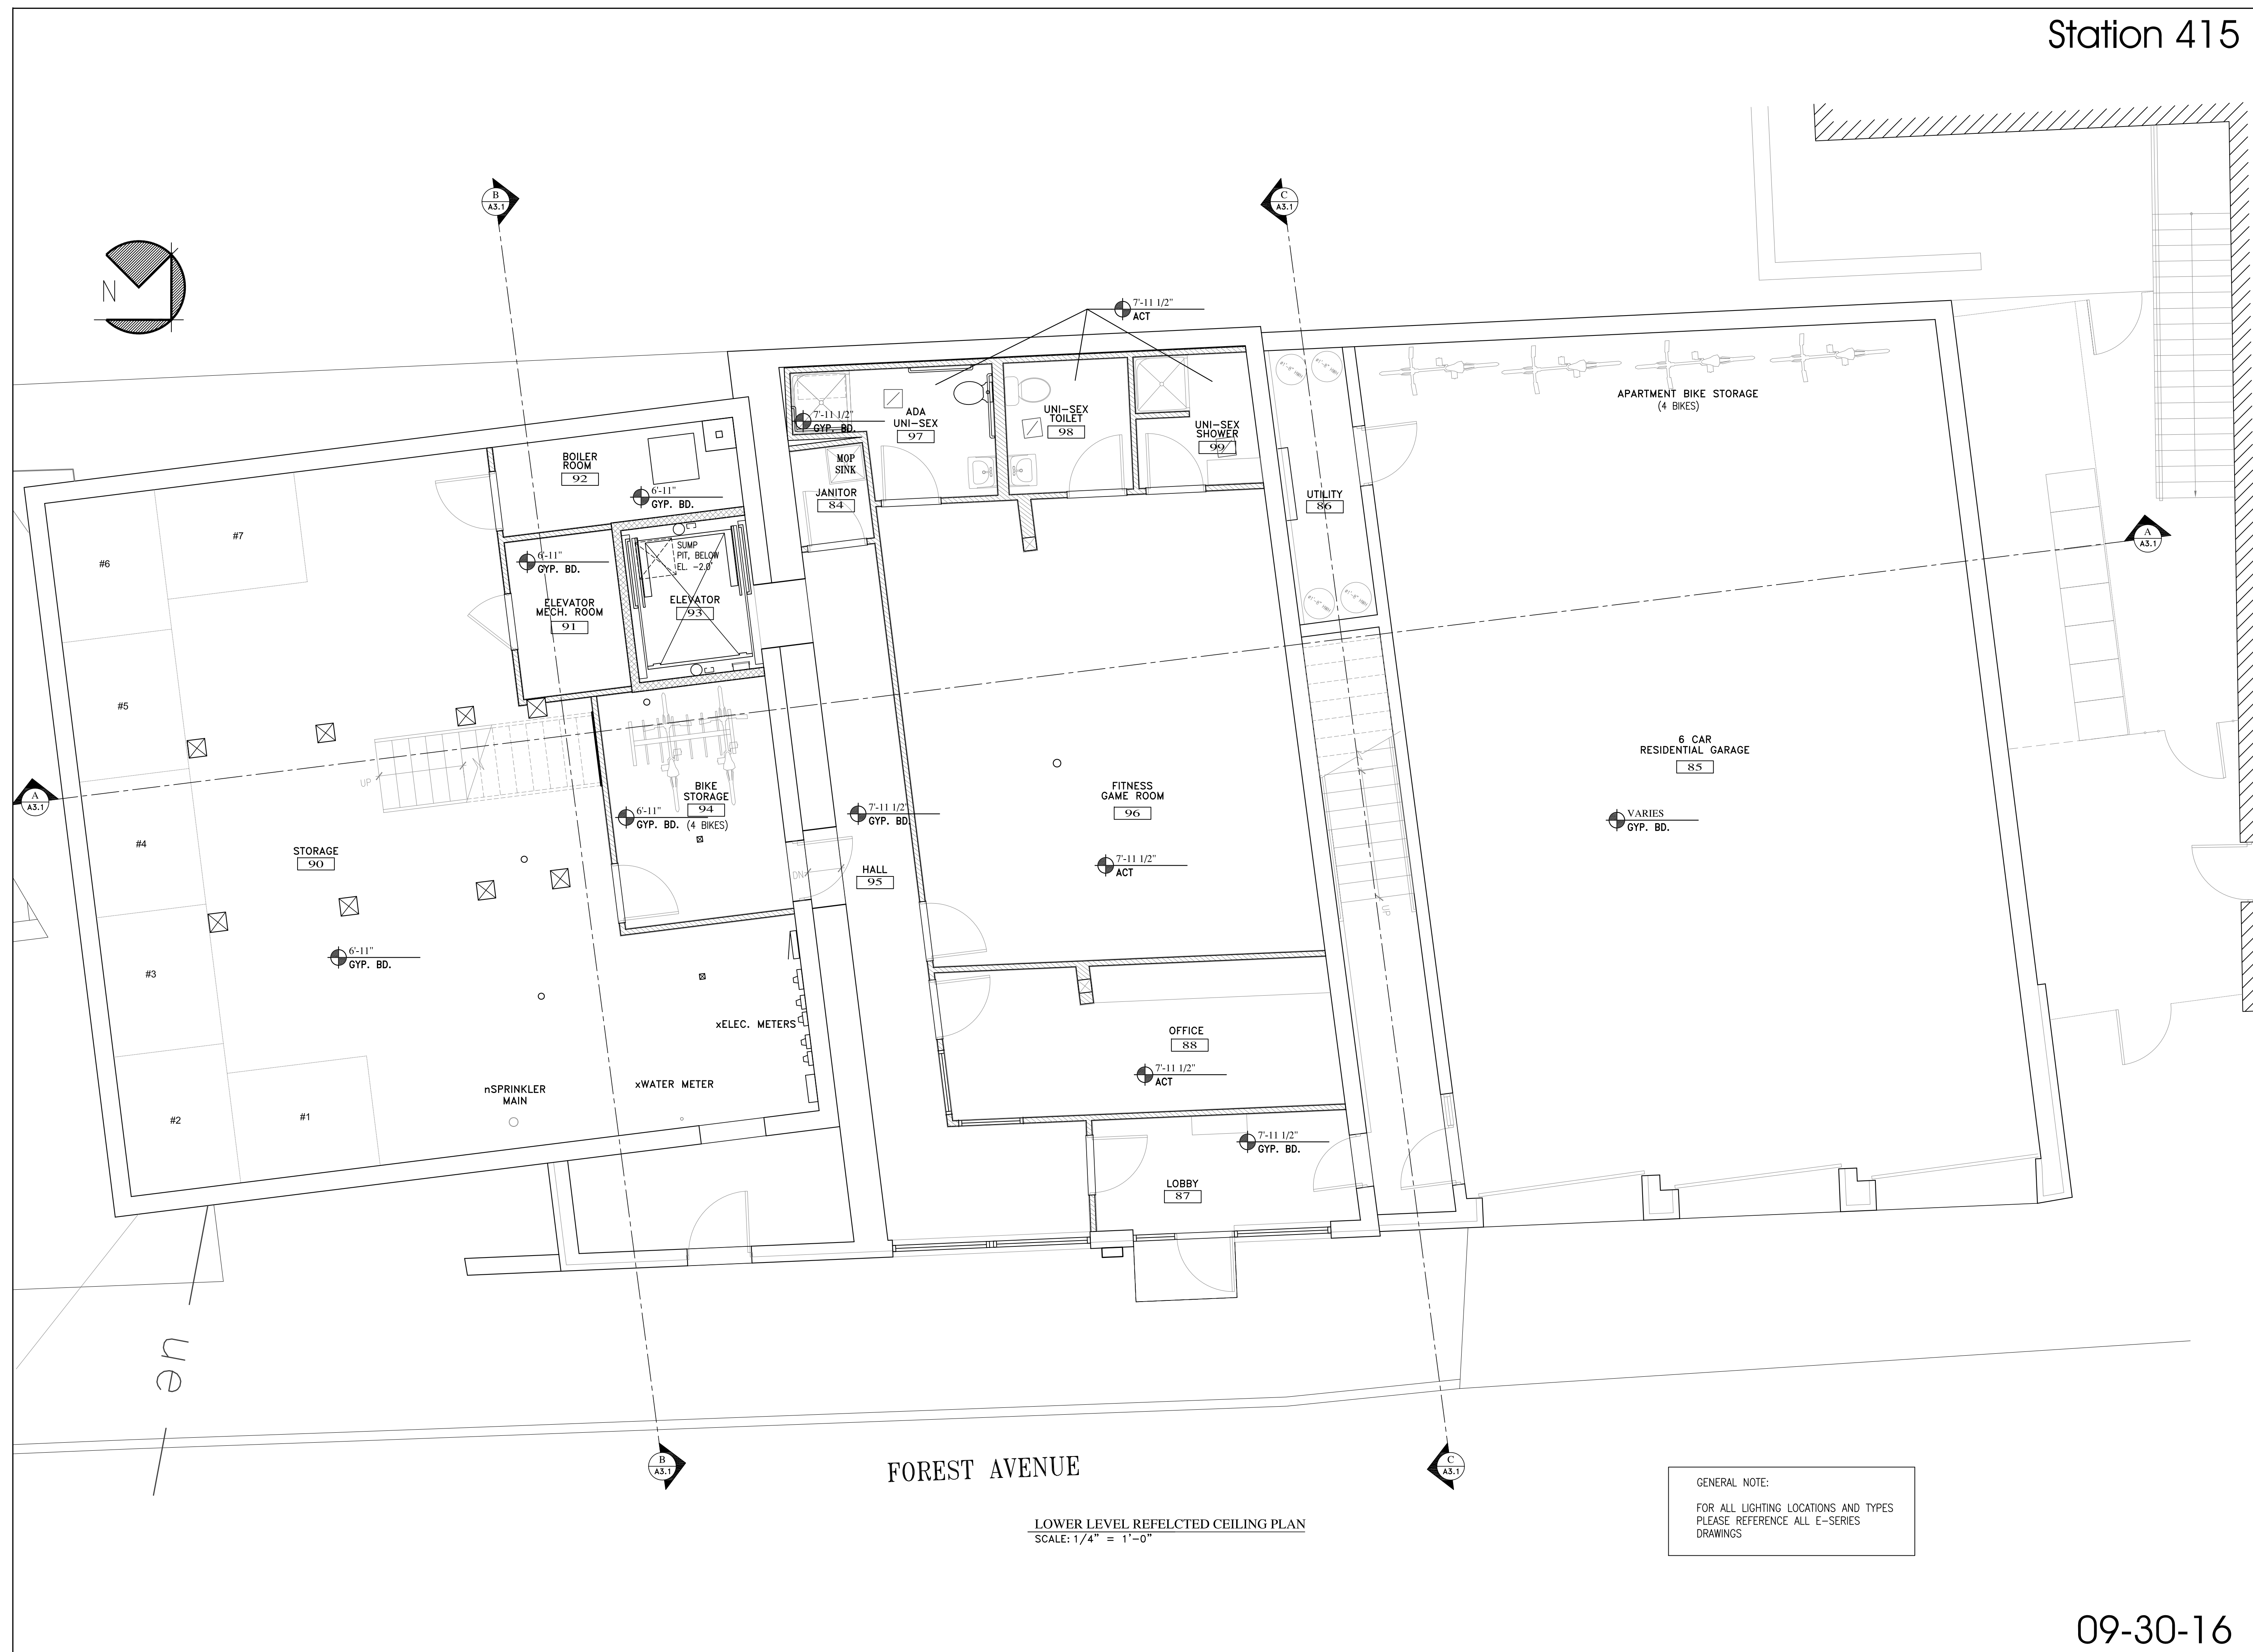 Station 415
B
A3.1
C
A3.1
N
7'-11 1/2"
ACT
APARTMENT BIKE STORAGE
(4 BIKES)
7'-11 1/2"
GYP. BD.
ADA
UNI-SEX
97
UNI-SEX
TOILET
98
UNI-SEX
SHOWER
99
BOILER
ROOM
92
MOP
SINK
6'-11"
GYP. BD.
JANITOR
84
UTILITY
86
#7
#6
A
A3.1
6'-11"
GYP. BD.
SUMP
PIT, BELOW
EL. -2.0'
ELEVATOR
MECH. ROOM
91
ELEVATOR
93
#5
6 CAR
RESIDENTIAL GARAGE
85
UP
A
A3.1
BIKE
STORAGE
94
6'-11"
GYP. BD. (4 BIKES)
7'-11 1/2"
GYP. BD.
FITNESS
GAME ROOM
96
VARIES
GYP. BD.
#4
STORAGE
90
DN
HALL
95
7'-11 1/2"
ACT
UP
6'-11"
GYP. BD.
#3
xELEC. METERS
OFFICE
88
7'-11 1/2"
ACT
nSPRINKLER
MAIN
xWATER METER
#2
#1
7'-11 1/2"
GYP. BD.
LOBBY
87
ue
B
A3.1
C
A3.1
FOREST AVENUE
LOWER LEVEL REFELCTED CEILING PLAN
SCALE: 1/4" = 1'-0"
GENERAL NOTE:
FOR ALL LIGHTING LOCATIONS AND TYPES
PLEASE REFERENCE ALL E-SERIES
DRAWINGS
09-30-16